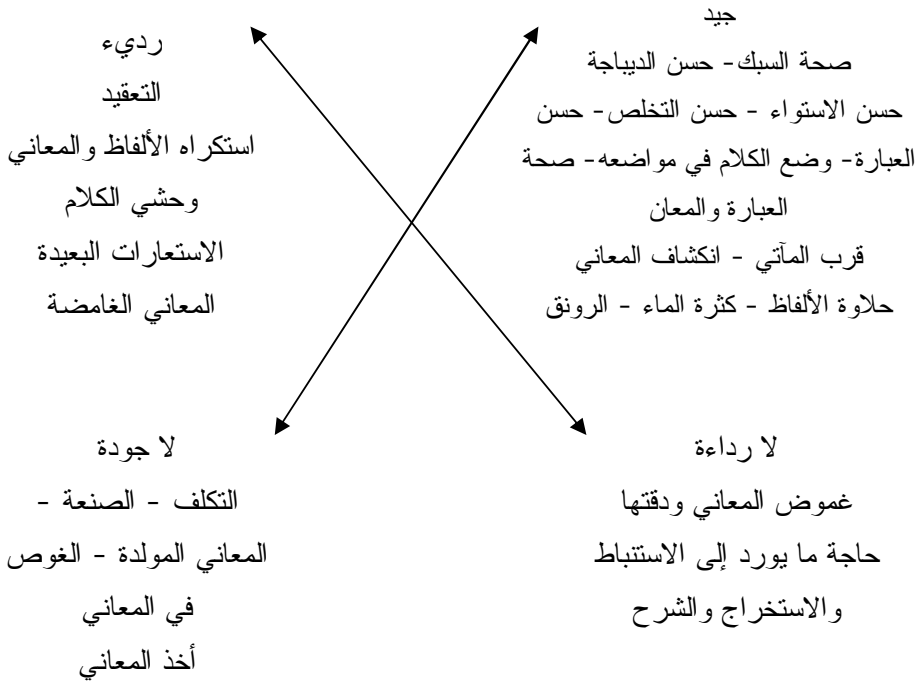 جيد
صحة السبك- حسن الديباجة
حسن الاستواء - حسن التخلص- حسن
العبارة- وضع الكلام في مواضعه- صحة
العبارة والمعان
قرب المآتي - انكشاف المعاني
حلاوة الألفاظ - كثرة الماء - الرونق
رديء
التعقيد
استكراه الألفاظ والمعاني
وحشي الكلام
الاستعارات البعيدة
المعاني الغامضة
لا رداءة
غموض المعاني ودقتها
حاجة ما يورد إلى الاستنباط
والاستخراج والشرح
لا جودة
التكلف - الصنعة -
المعاني المولدة - الغوص
في المعاني
أخذ المعاني